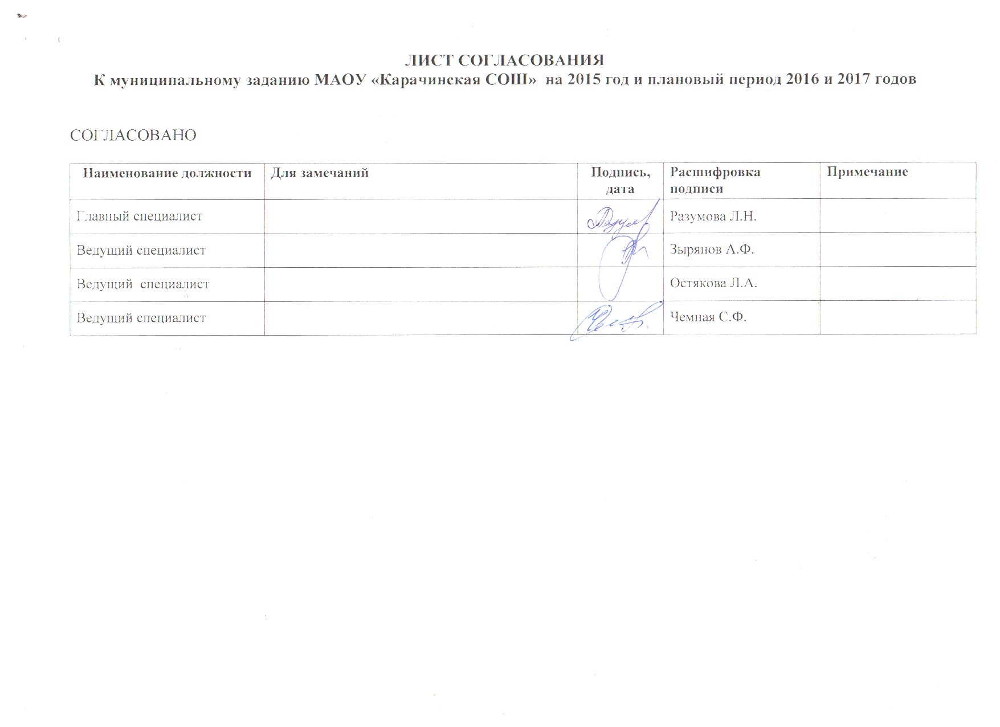 ЛИСТ СОГЛАСОВАНИЯ
К муниципальному заданию МАОУ «Карачинская СОШ»  на 2015 год и плановый период 2016 и 2017 годов
СОГЛАСОВАНО
Наименование должности Для замечаний Подпись, дата Расшифровка подписи Примечание
Главный специалист Разумова Л.Н.
Ведущий специалист Зырянов А.Ф.
Ведущий  специалист Остякова Л.А.
Ведущий специалист Чемная С.Ф.